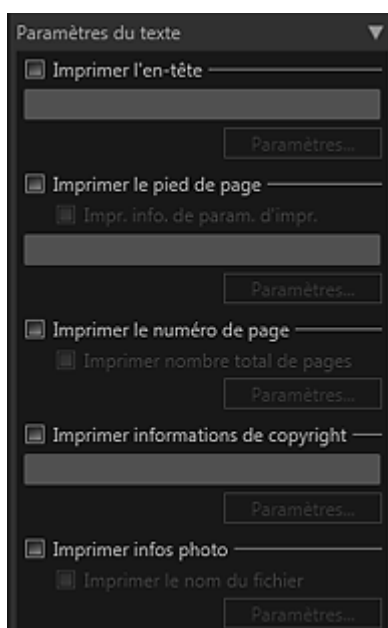 Paramètres du texte
Imprimer l'en-tête
Paramètres...
Imprimer le pied de page
Impr. info. de param. d'impr.
Paramètres...
Imprimer le numéro de page
Imprimer nombre total de pages
Paramètres...
Imprimer informations de copyright
Paramètres...
Imprimer infos photo
Imprimer le nom du fichier
Paramètres...